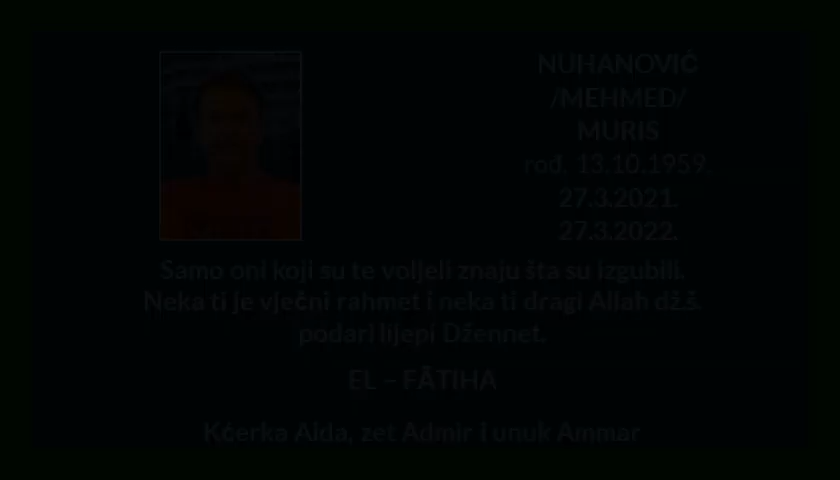 NUHANOVIĆ
/MEHMED/
MURIS
rođ. 13.10.1959.
27.3.2021.
27.3.2022.
Samo oni koji su te voljeli znaju šta su izgubili.
Neka ti je vječni rahmet i neka ti dragi Allah dž.š.
podari lijepi Džennet.
EL – FĀTIHA
Kćerka Aida, zet Admir i unuk Ammar